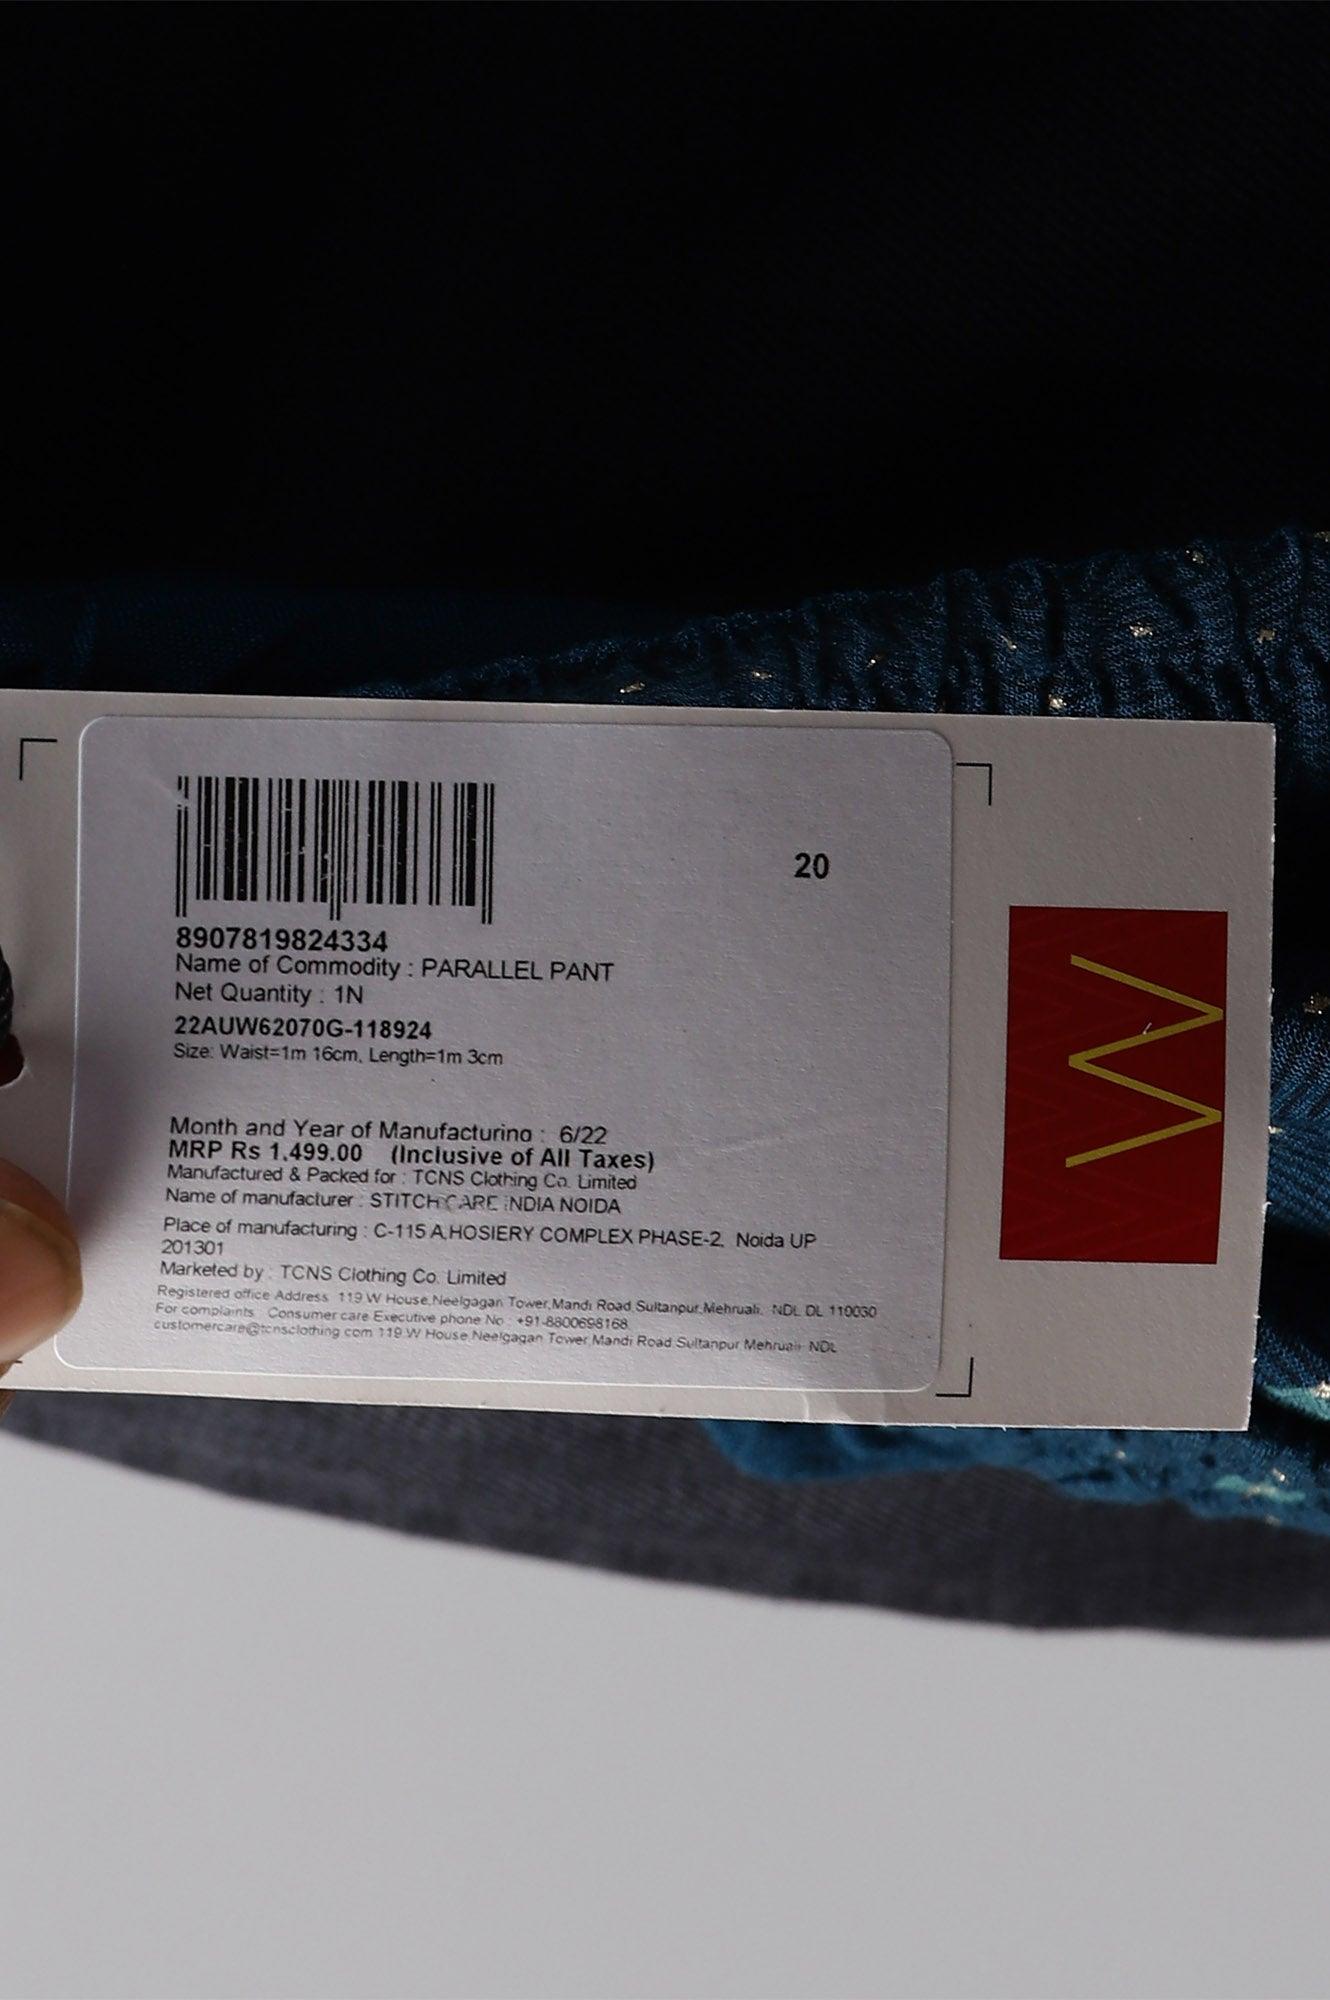 20
8907819824334
Name of Commodity : PARALLEL PANT
Net Quantity : 1N
22AUW62070G-118924
Size: Waist=1m 16cm, Length=1m 3cm
Month and Year of Manufacturing : 6/22
MRP Rs 1,499.00 (Inclusive of All Taxes)
Manufactured & Packed for : TCNS Clothing Co. Limited
Name of manufacturer : STITCH CARE INDIA NOIDA
Place of manufacturing : C-115 A,HOSIERY COMPLEX PHASE-2, Noida UP
201301
Marketed by : TCNS Clothing Co. Limited
Registered office Address 119 W House,Neelgagan Tower,Mandi Road,Sultanpur,Mehruali, NDL DL 110030
For complaints Consumer care Executive phone No : +91-8800698168,
customercare@tcnsclothing.com 119 W House,Neelgagan Tower,Mandi Road,Sultanpur,Mehruali NDL
W